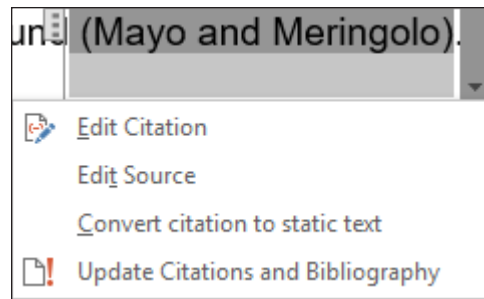 (Mayo and Meringolo).
Edit Citation
Edit Source
Convert citation to static text
Update Citations and Bibliography